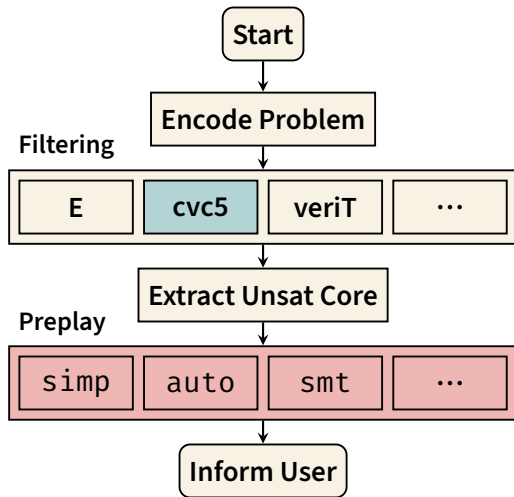 Start
Encode Problem
Filtering
E cvc5 veriT ···
Extract Unsat Core
Preplay
simp auto smt ···
Inform User